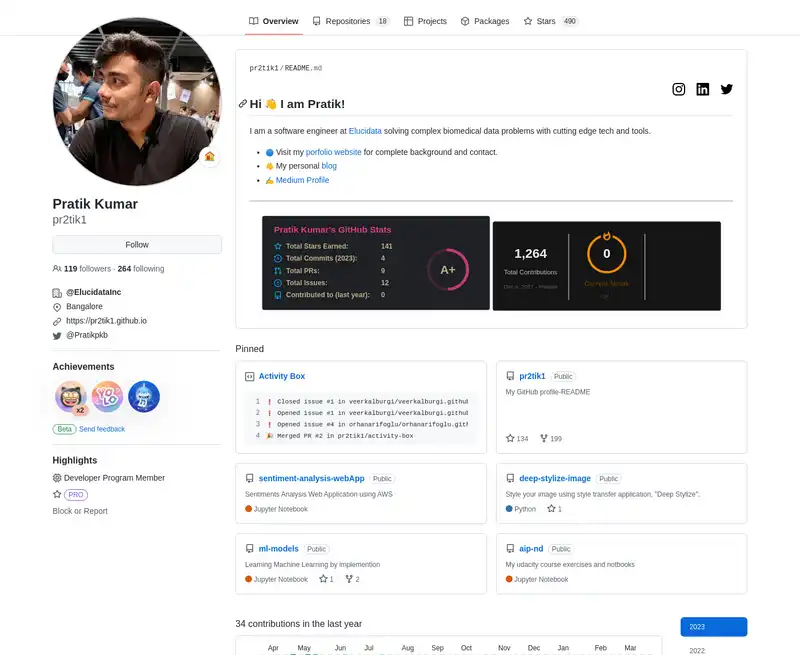 Overview Repositories 18 Projects Packages Stars 490
pr2tik1/README.md
Hi 👋 I am Pratik!
I am a software engineer at Elucidata solving complex biomedical data problems with cutting edge tech and tools.
Visit my porfolio website for complete background and contact.
My personal blog
Medium Profile
Pratik Kumar
pr2tik1
Follow
119 followers · 264 following
@ElucidataInc
Bangalore
https://pr2tik1.github.io
@Pratikpkb
Achievements
x2
YOLO
Beta Send feedback
Highlights
Developer Program Member
PRO
Block or Report
Pratik Kumar's GitHub Stats
Total Stars Earned: 141
Total Commits (2023): 4
Total PRs: 9
Total Issues: 12
Contributed to (last year): 0
A+
1,264
Total Contributions
0
Current Streak
Pinned
Activity Box
1 ❗ Closed issue #1 in veerkalburgi/veerkalburgi.github
2 ❗ Opened issue #1 in veerkalburgi/veerkalburgi.github
3 ❗ Opened issue #4 in orhanarifoglu/orhanarifoglu.gith
4 🎉 Merged PR #2 in pr2tik1/activity-box
pr2tik1 Public
My GitHub profile-README
134 199
sentiment-analysis-webApp Public
Sentiments Analysis Web Application using AWS
Jupyter Notebook
deep-stylize-image Public
Style your image using style transfer application, "Deep Stylize".
Python 1
ml-models Public
Learning Machine Learning by implemention
Jupyter Notebook 1 2
aip-nd Public
My udacity course exercises and notbooks
Jupyter Notebook
34 contributions in the last year
2023
2022
Apr May Jun Jul Aug Sep Oct Nov Dec Jan Feb Mar